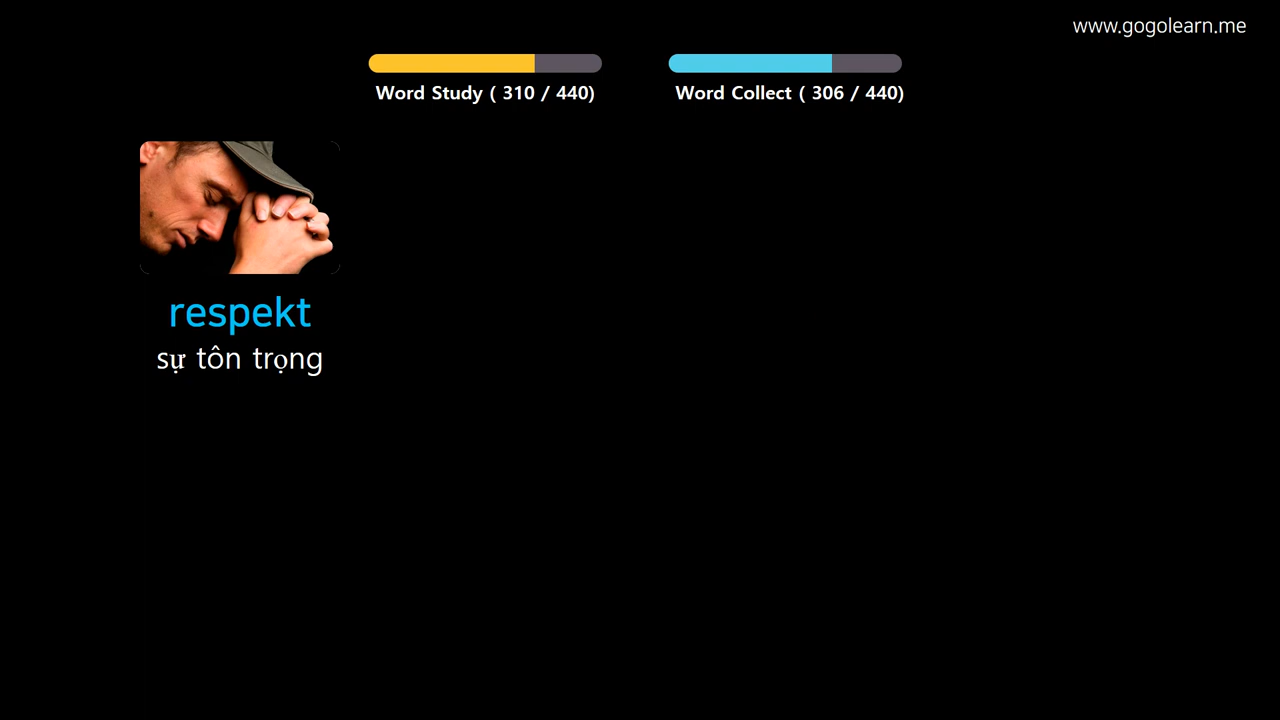 www.gogolearn.me
Word Study ( 310 / 440)
Word Collect ( 306 / 440)
respekt
sự tôn trọng